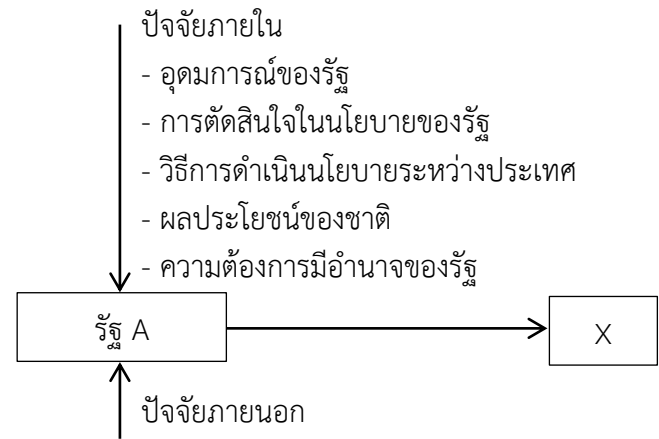 ปัจจัยภายใน
- อุดมการณ์ของรัฐ
- การตัดสินใจในนโยบายของรัฐ
- วิธีการดำเนินนโยบายระหว่างประเทศ
- ผลประโยชน์ของชาติ
- ความต้องการมีอำนาจของรัฐ
รัฐ A
X
ปัจจัยภายนอก